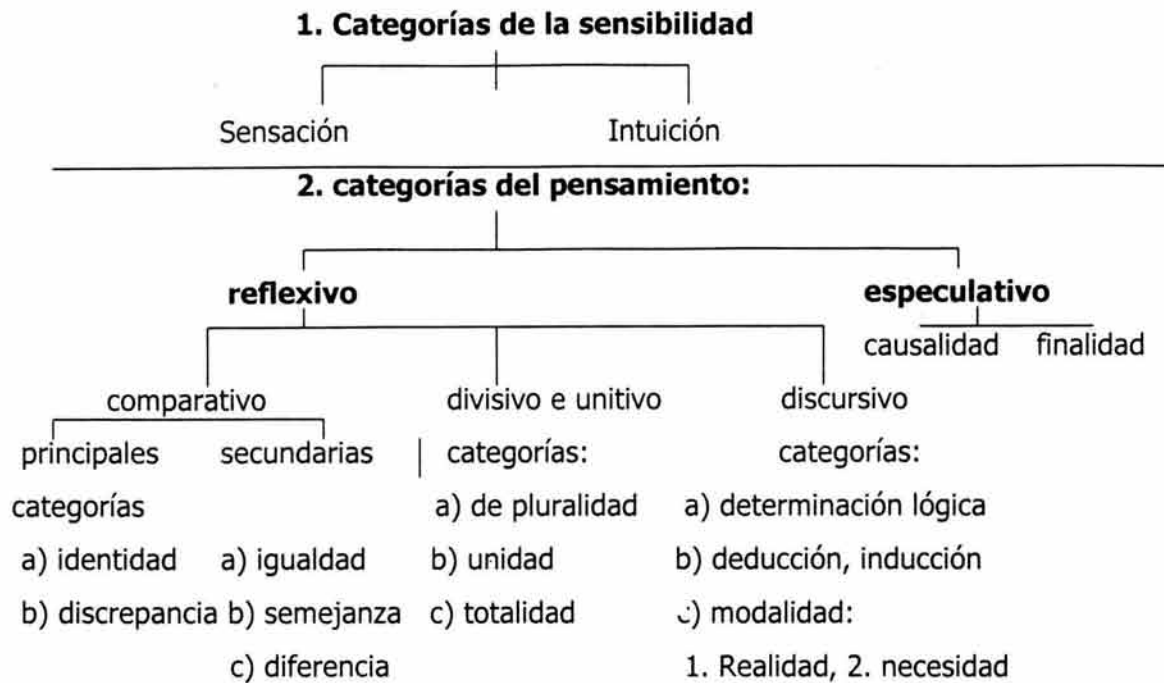 1. Categorías de la sensibilidad
Sensación Intuición
2. categorías del pensamiento:
reflexivo especulativo
causalidad finalidad
comparativo divisivo e unitivo discursivo
principales secundarias categorías: categorías:
categorías
a) de pluralidad a) determinación lógica
a) identidad a) igualdad b) unidad b) deducción, inducción
b) discrepancia b) semejanza c) totalidad c) modalidad:
c) diferencia 1. Realidad, 2. necesidad